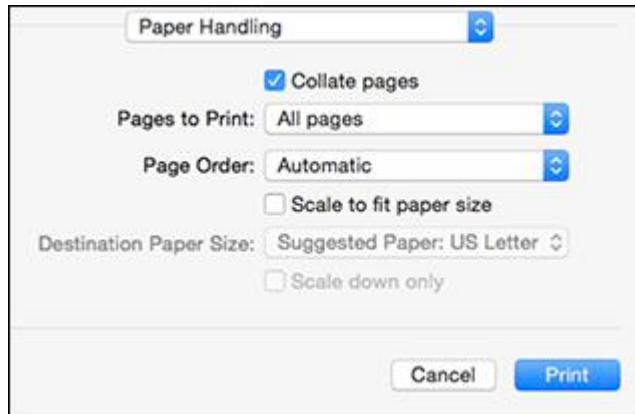 Paper Handling
Collate pages
Pages to Print: All pages
Page Order: Automatic
Scale to fit paper size
Destination Paper Size: Suggested Paper: US Letter
Scale down only
Cancel Print